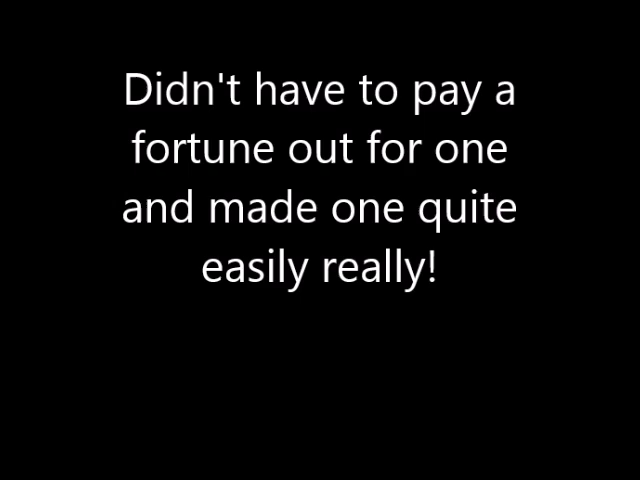 Didn't have to pay a
fortune out for one
and made one quite
easily really!